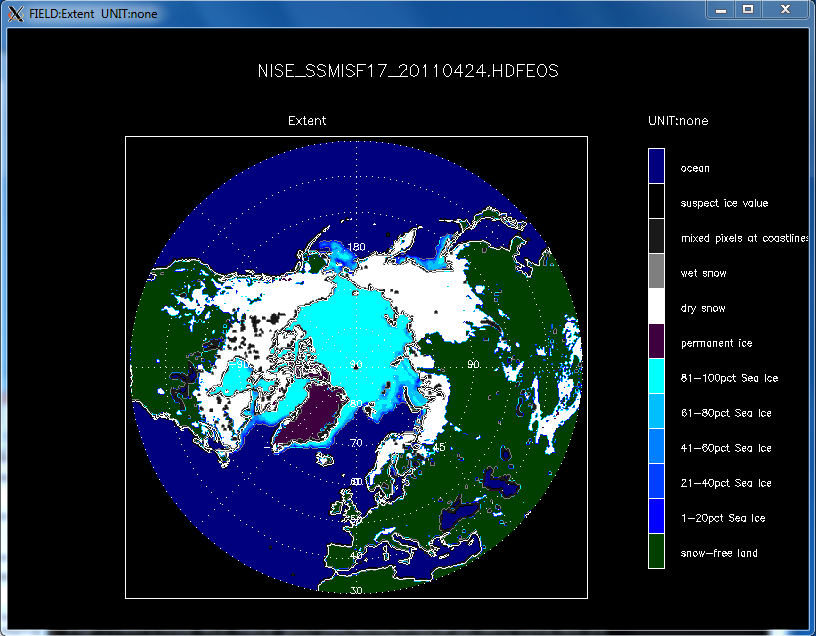 FIELD:Extent UNIT:none
NISE_SSMISF17_20110424.HDFEOS
Extent
UNIT:none
ocean
suspect ice value
mixed pixels at coastlines
wet snow
dry snow
permanent ice
81-100pct Sea Ice
61-80pct Sea Ice
41-60pct Sea Ice
21-40pct Sea Ice
1-20pct Sea Ice
snow-free land
180
90
80
70
45
60
50
40
0
30